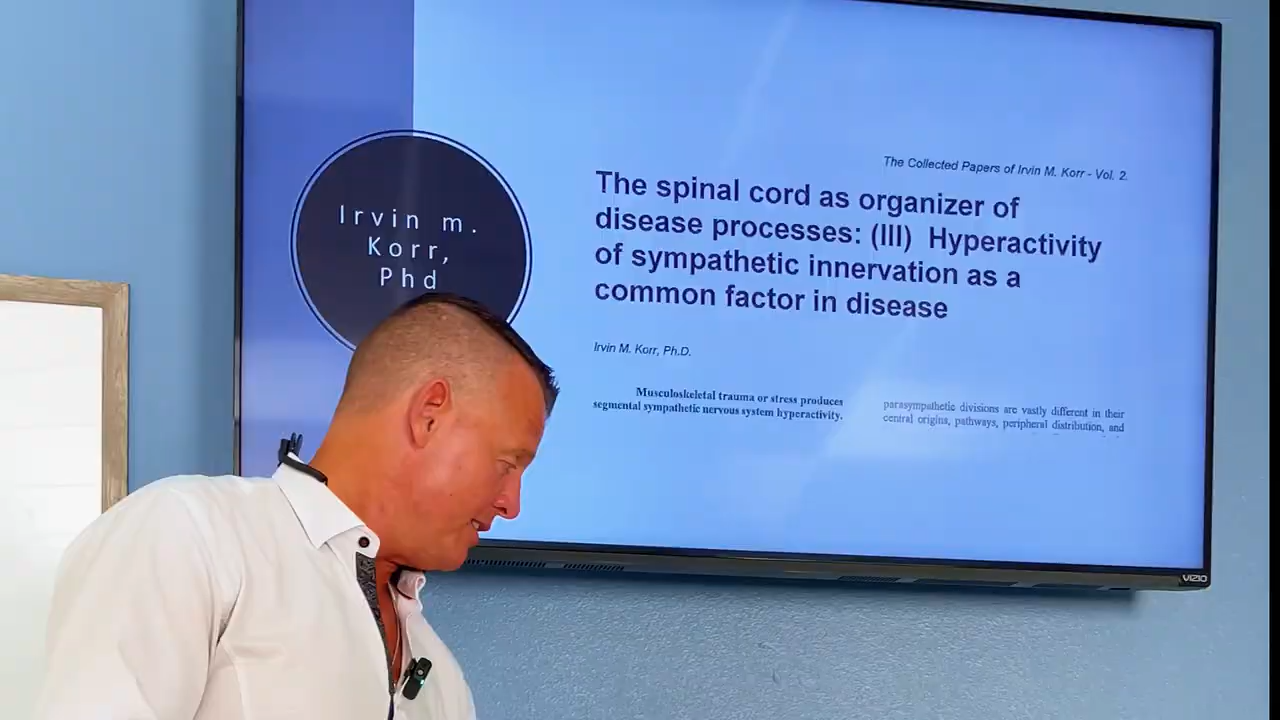 Irvin m.
Korr,
Phd
The Collected Papers of Irvin M. Korr - Vol. 2.
The spinal cord as organizer of
disease processes: (III) Hyperactivity
of sympathetic innervation as a
common factor in disease
Irvin M. Korr, Ph.D.
Musculoskeletal trauma or stress produces
segmental sympathetic nervous system hyperactivity.
parasympathetic divisions are vastly different in their
central origins, pathways, peripheral distribution, and
VIZIO